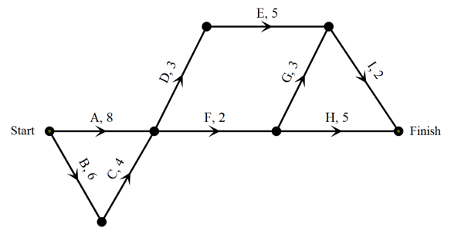 E, 5
D, 3
G, 3
I, 2
Start
A, 8
F, 2
H, 5
Finish
B, 6
C, 4